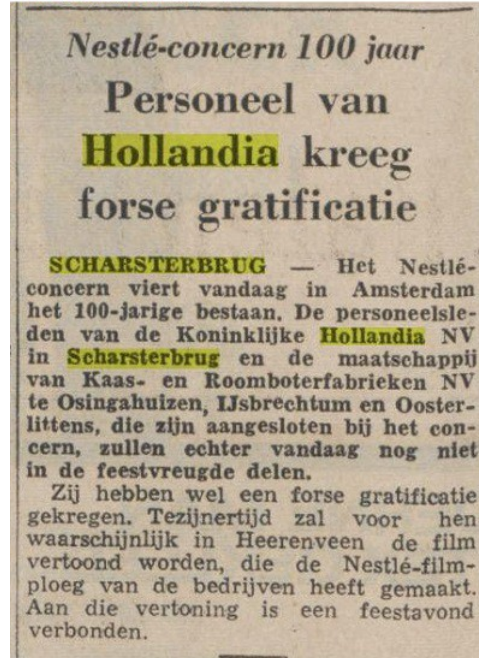 Nestlé-concern 100 jaar
Personeel van
Hollandia kreeg
forse gratificatie
SCHARSTERBRUG — Het Nestlé-
concern viert vandaag in Amsterdam
het 100-jarige bestaan. De personeelsle-
den van de Koninklijke Hollandia NV
in Scharsterbrug en de maatschappij
van Kaas- en Roomboterfabrieken NV
te Osingahuizen, IJsbrechtum en Ooster-
littens, die zijn aangesloten bij het con-
cern, zullen echter vandaag nog niet
in de feestvreugde delen.
Zij hebben wel een forse gratificatie
gekregen. Tezijnertijd zal voor hen
waarschijnlijk in Heerenveen de film
vertoond worden, die de Nestlé-film-
ploeg van de bedrijven heeft gemaakt.
Aan die vertoning is een feestavond
verbonden.